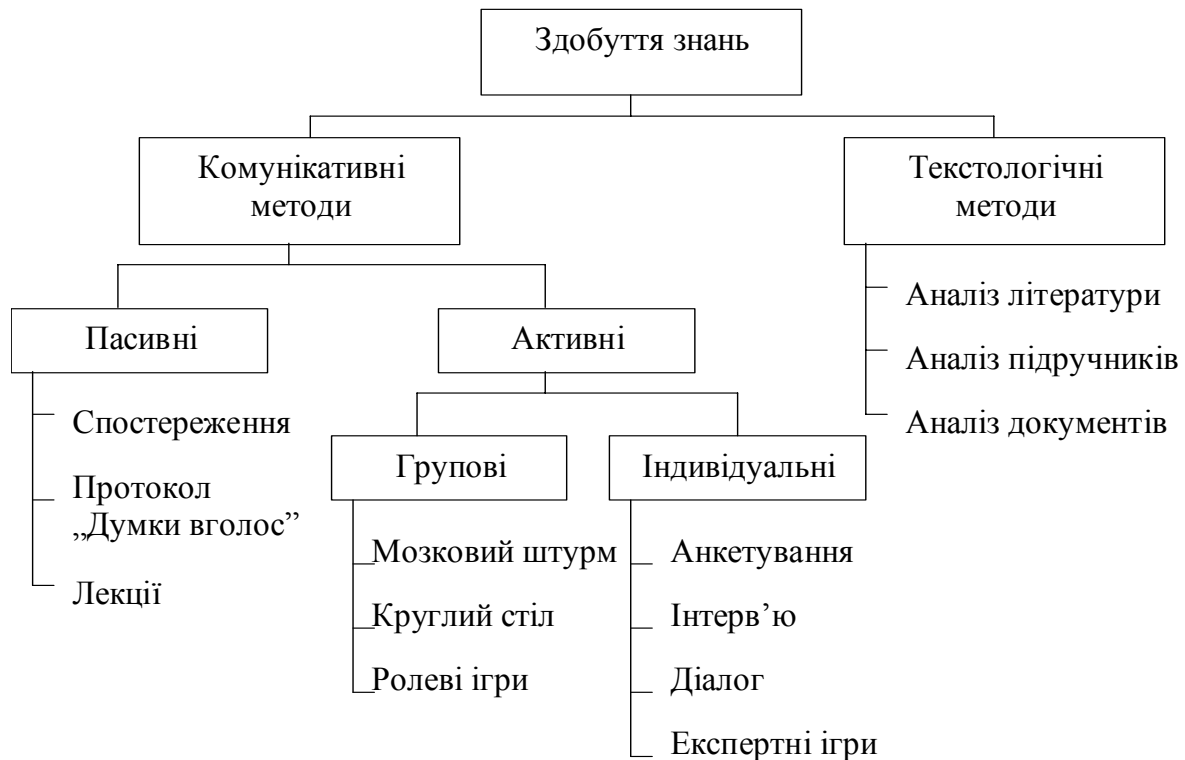 Здобуття знань
Комунікативні
методи
Текстологічні
методи
Пасивні
Активні
Аналіз літератури
Аналіз підручників
Аналіз документів
Спостереження
Протокол
„Думки вголос”
Лекції
Групові
Індивідуальні
Мозковий штурм
Круглий стіл
Ролеві ігри
Анкетування
Інтерв’ю
Діалог
Експертні ігри